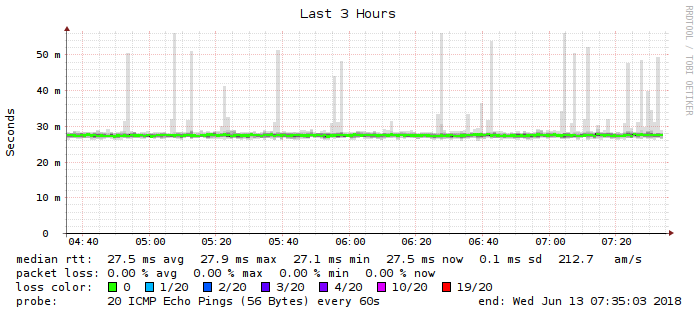 Last 3 Hours
RRDTOOL / TOBI OETIKER
Seconds
50 m
40 m
30 m
20 m
10 m
0
04:40 05:00 05:20 05:40 06:00 06:20 06:40 07:00 07:20
median rtt: 27.5 ms avg 27.9 ms max 27.1 ms min 27.5 ms now 0.1 ms sd 212.7 am/s
packet loss: 0.00 % avg 0.00 % max 0.00 % min 0.00 % now
loss color: 0 1/20 2/20 3/20 4/20 10/20 19/20
probe: 20 ICMP Echo Pings (56 Bytes) every 60s end: Wed Jun 13 07:35:03 2018